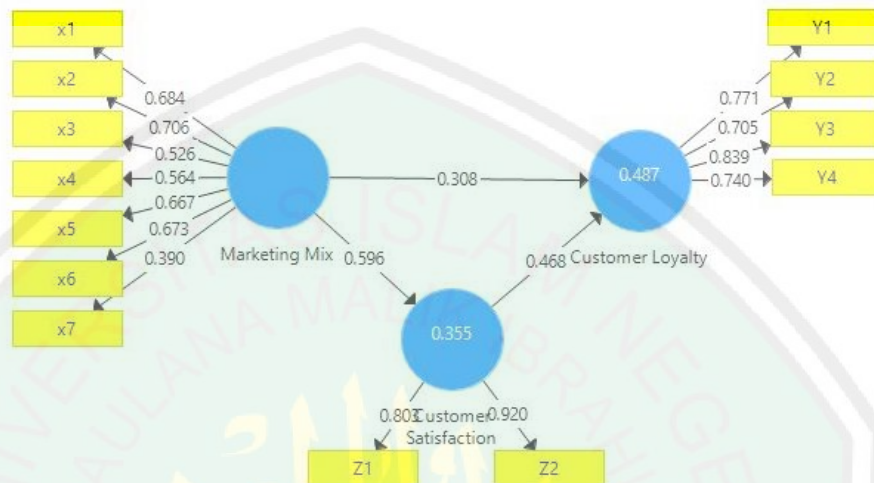 x1
x2
x3
x4
x5
x6
x7
0.684
0.706
0.526
0.564
0.667
0.673
0.390
Marketing Mix
0.308
0.596
0.468
0.487
Customer Loyalty
0.771
0.705
0.839
0.740
Y1
Y2
Y3
Y4
0.355
Customer
Satisfaction
0.803
0.920
Z1
Z2